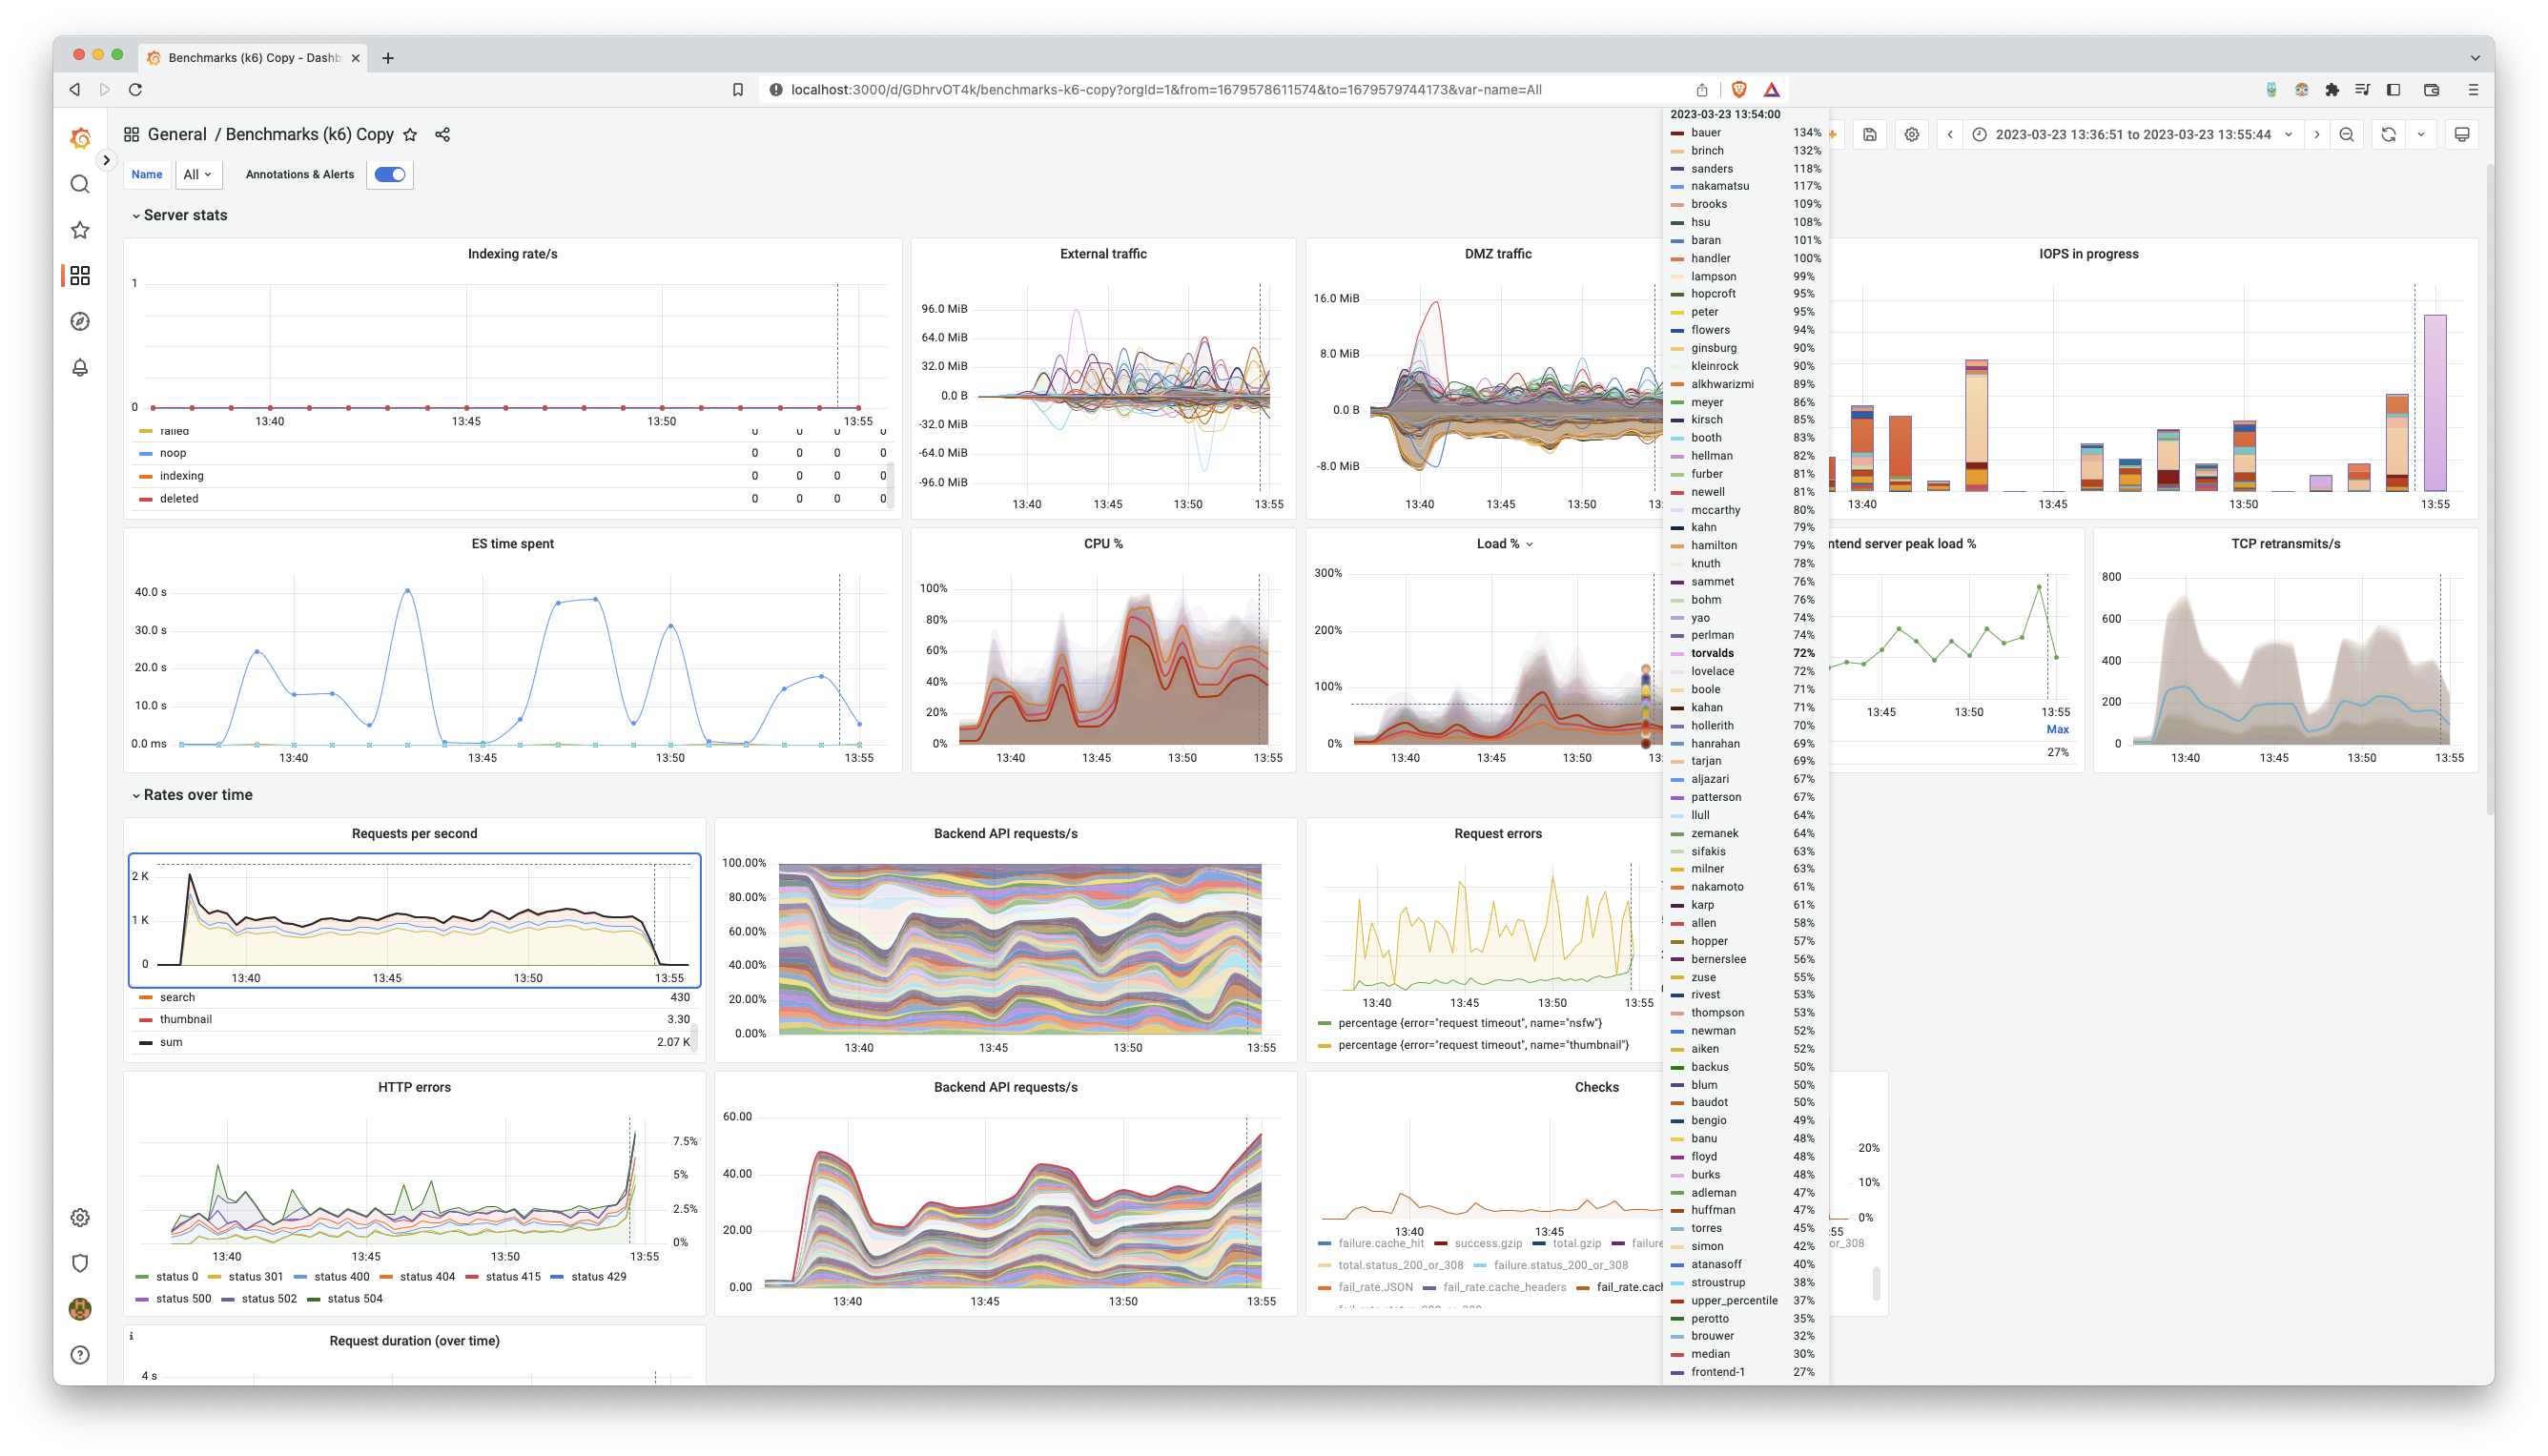 Benchmarks (k6) Copy - Dashb
localhost:3000/d/GDhrvOT4k/benchmarks-k6-copy?orgId=1&from=1679578611574&to=1679579744173&var-name=All
General / Benchmarks (k6) Copy
2023-03-23 13:36:51 to 2023-03-23 13:55:44
Name All Annotations & Alerts
Server stats
Indexing rate/s
1
0
13:40 13:45 13:50 13:55
failed 0 0 0 0
noop 0 0 0 0
indexing 0 0 0 0
deleted 0 0 0 0
External traffic
96.0 MiB
64.0 MiB
32.0 MiB
0.0 B
-32.0 MiB
-64.0 MiB
-96.0 MiB
13:40 13:45 13:50 13:55
DMZ traffic
16.0 MiB
8.0 MiB
0.0 B
-8.0 MiB
13:40 13:45 13:50 13:
IOPS in progress
13:40 13:45 13:50 13:55
ES time spent
40.0 s
30.0 s
20.0 s
10.0 s
0.0 ms
13:40 13:45 13:50 13:55
CPU %
100%
80%
60%
40%
20%
0%
13:40 13:45 13:50 13:55
Load %
300%
200%
100%
0%
13:40 13:45 13:50 13:
ntend server peak load %
13:45 13:50 13:55
Max
27%
TCP retransmits/s
800
600
400
200
0
13:40 13:45 13:50 13:55
Rates over time
Requests per second
2 K
1 K
0
13:40 13:45 13:50 13:55
search 430
thumbnail 3.30
sum 2.07 K
Backend API requests/s
100.00%
80.00%
60.00%
40.00%
20.00%
0.00%
13:40 13:45 13:50 13:55
Request errors
13:40 13:45 13:50 13:55
percentage {error="request timeout", name="nsfw"}
percentage {error="request timeout", name="thumbnail"}
HTTP errors
7.5%
5%
2.5%
0%
13:40 13:45 13:50 13:55
status 0 status 301 status 400 status 404 status 415 status 429
status 500 status 502 status 504
Backend API requests/s
60.00
40.00
20.00
0.00
13:40 13:45 13:50 13:55
Checks
20%
10%
0%
13:40 13:45 :55
failure.cache_hit success.gzip total.gzip failure or_308
total.status_200_or_308 failure.status_200_or_308
fail_rate.JSON fail_rate.cache_headers fail_rate.cac
Request duration (over time)
4 s
2023-03-23 13:54:00
bauer 134%
brinch 132%
sanders 118%
nakamatsu 117%
brooks 109%
hsu 108%
baran 101%
handler 100%
lampson 99%
hopcroft 95%
peter 95%
flowers 94%
ginsburg 90%
kleinrock 90%
alkhwarizmi 89%
meyer 86%
kirsch 85%
booth 83%
hellman 82%
furber 81%
newell 81%
mccarthy 80%
kahn 79%
hamilton 79%
knuth 78%
sammet 76%
bohm 76%
yao 74%
perlman 74%
torvalds 72%
lovelace 72%
boole 71%
kahan 71%
hollerith 70%
hanrahan 69%
tarjan 69%
aljazari 67%
patterson 67%
llull 64%
zemanek 64%
sifakis 63%
milner 63%
nakamoto 61%
karp 61%
allen 58%
hopper 57%
bernerslee 56%
zuse 55%
rivest 53%
thompson 53%
newman 52%
aiken 52%
backus 50%
blum 50%
baudot 50%
bengio 49%
banu 48%
floyd 48%
burks 48%
adleman 47%
huffman 47%
torres 45%
simon 42%
atanasoff 40%
stroustrup 38%
upper_percentile 37%
perotto 35%
brouwer 32%
median 30%
frontend-1 27%